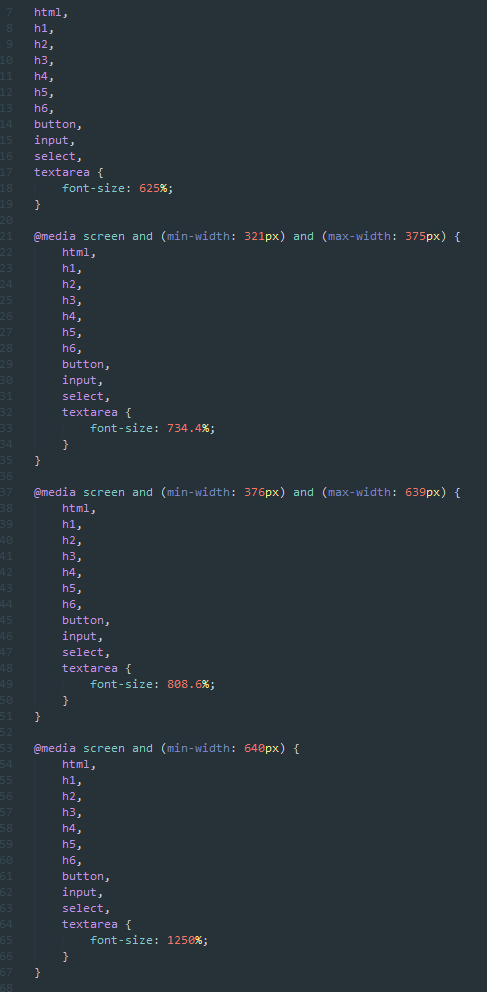 7 html,
8 h1,
9 h2,
10 h3,
11 h4,
12 h5,
13 h6,
14 button,
15 input,
16 select,
17 textarea {
18 font-size: 625%;
19 }
20
21 @media screen and (min-width: 321px) and (max-width: 375px) {
22 html,
23 h1,
24 h2,
25 h3,
26 h4,
27 h5,
28 h6,
29 button,
30 input,
31 select,
32 textarea {
33 font-size: 734.4%;
34 }
35 }
36
37 @media screen and (min-width: 376px) and (max-width: 639px) {
38 html,
39 h1,
40 h2,
41 h3,
42 h4,
43 h5,
44 h6,
45 button,
46 input,
47 select,
48 textarea {
49 font-size: 808.6%;
50 }
51 }
52
53 @media screen and (min-width: 640px) {
54 html,
55 h1,
56 h2,
57 h3,
58 h4,
59 h5,
60 h6,
61 button,
62 input,
63 select,
64 textarea {
65 font-size: 1250%;
66 }
67 }
68